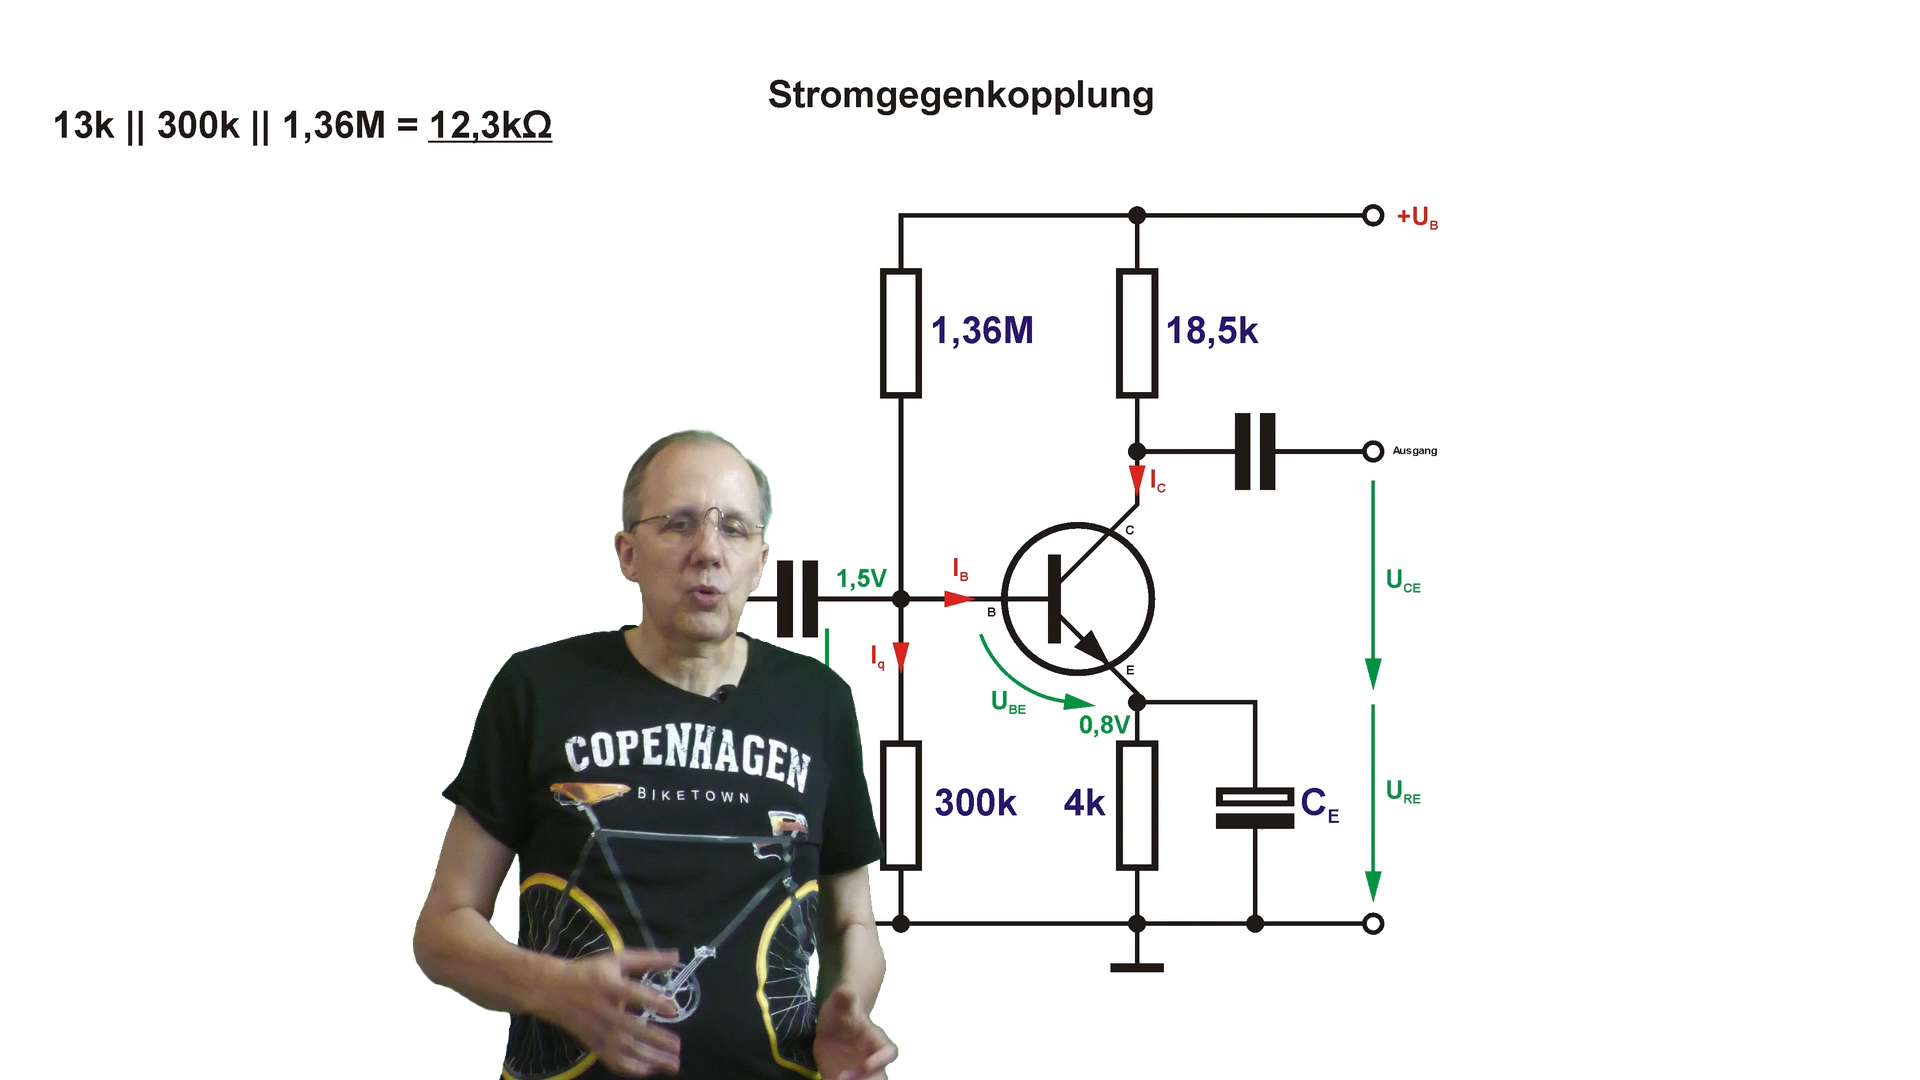 Stromgegenkopplung
13k || 300k || 1,36M = 12,3kΩ
+UB
1,36M
18,5k
Ausgang
IC
C
1,5V
IB
B
UCE
Iq
E
UBE
0,8V
COPENHAGEN
BIKETOWN
300k
4k
CE
URE